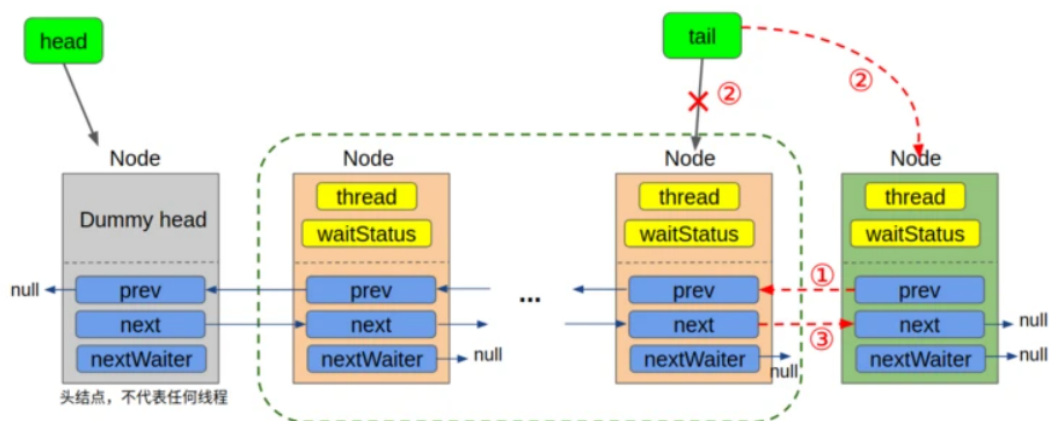 head
tail
②
②
Node
Node
Node
Node
Dummy head
thread
thread
thread
waitStatus
waitStatus
waitStatus
①
null
prev
prev
...
prev
prev
next
next
next
③
next
null
nextWaiter
nextWaiter
null
nextWaiter
null
nextWaiter
null
头结点，不代表任何线程